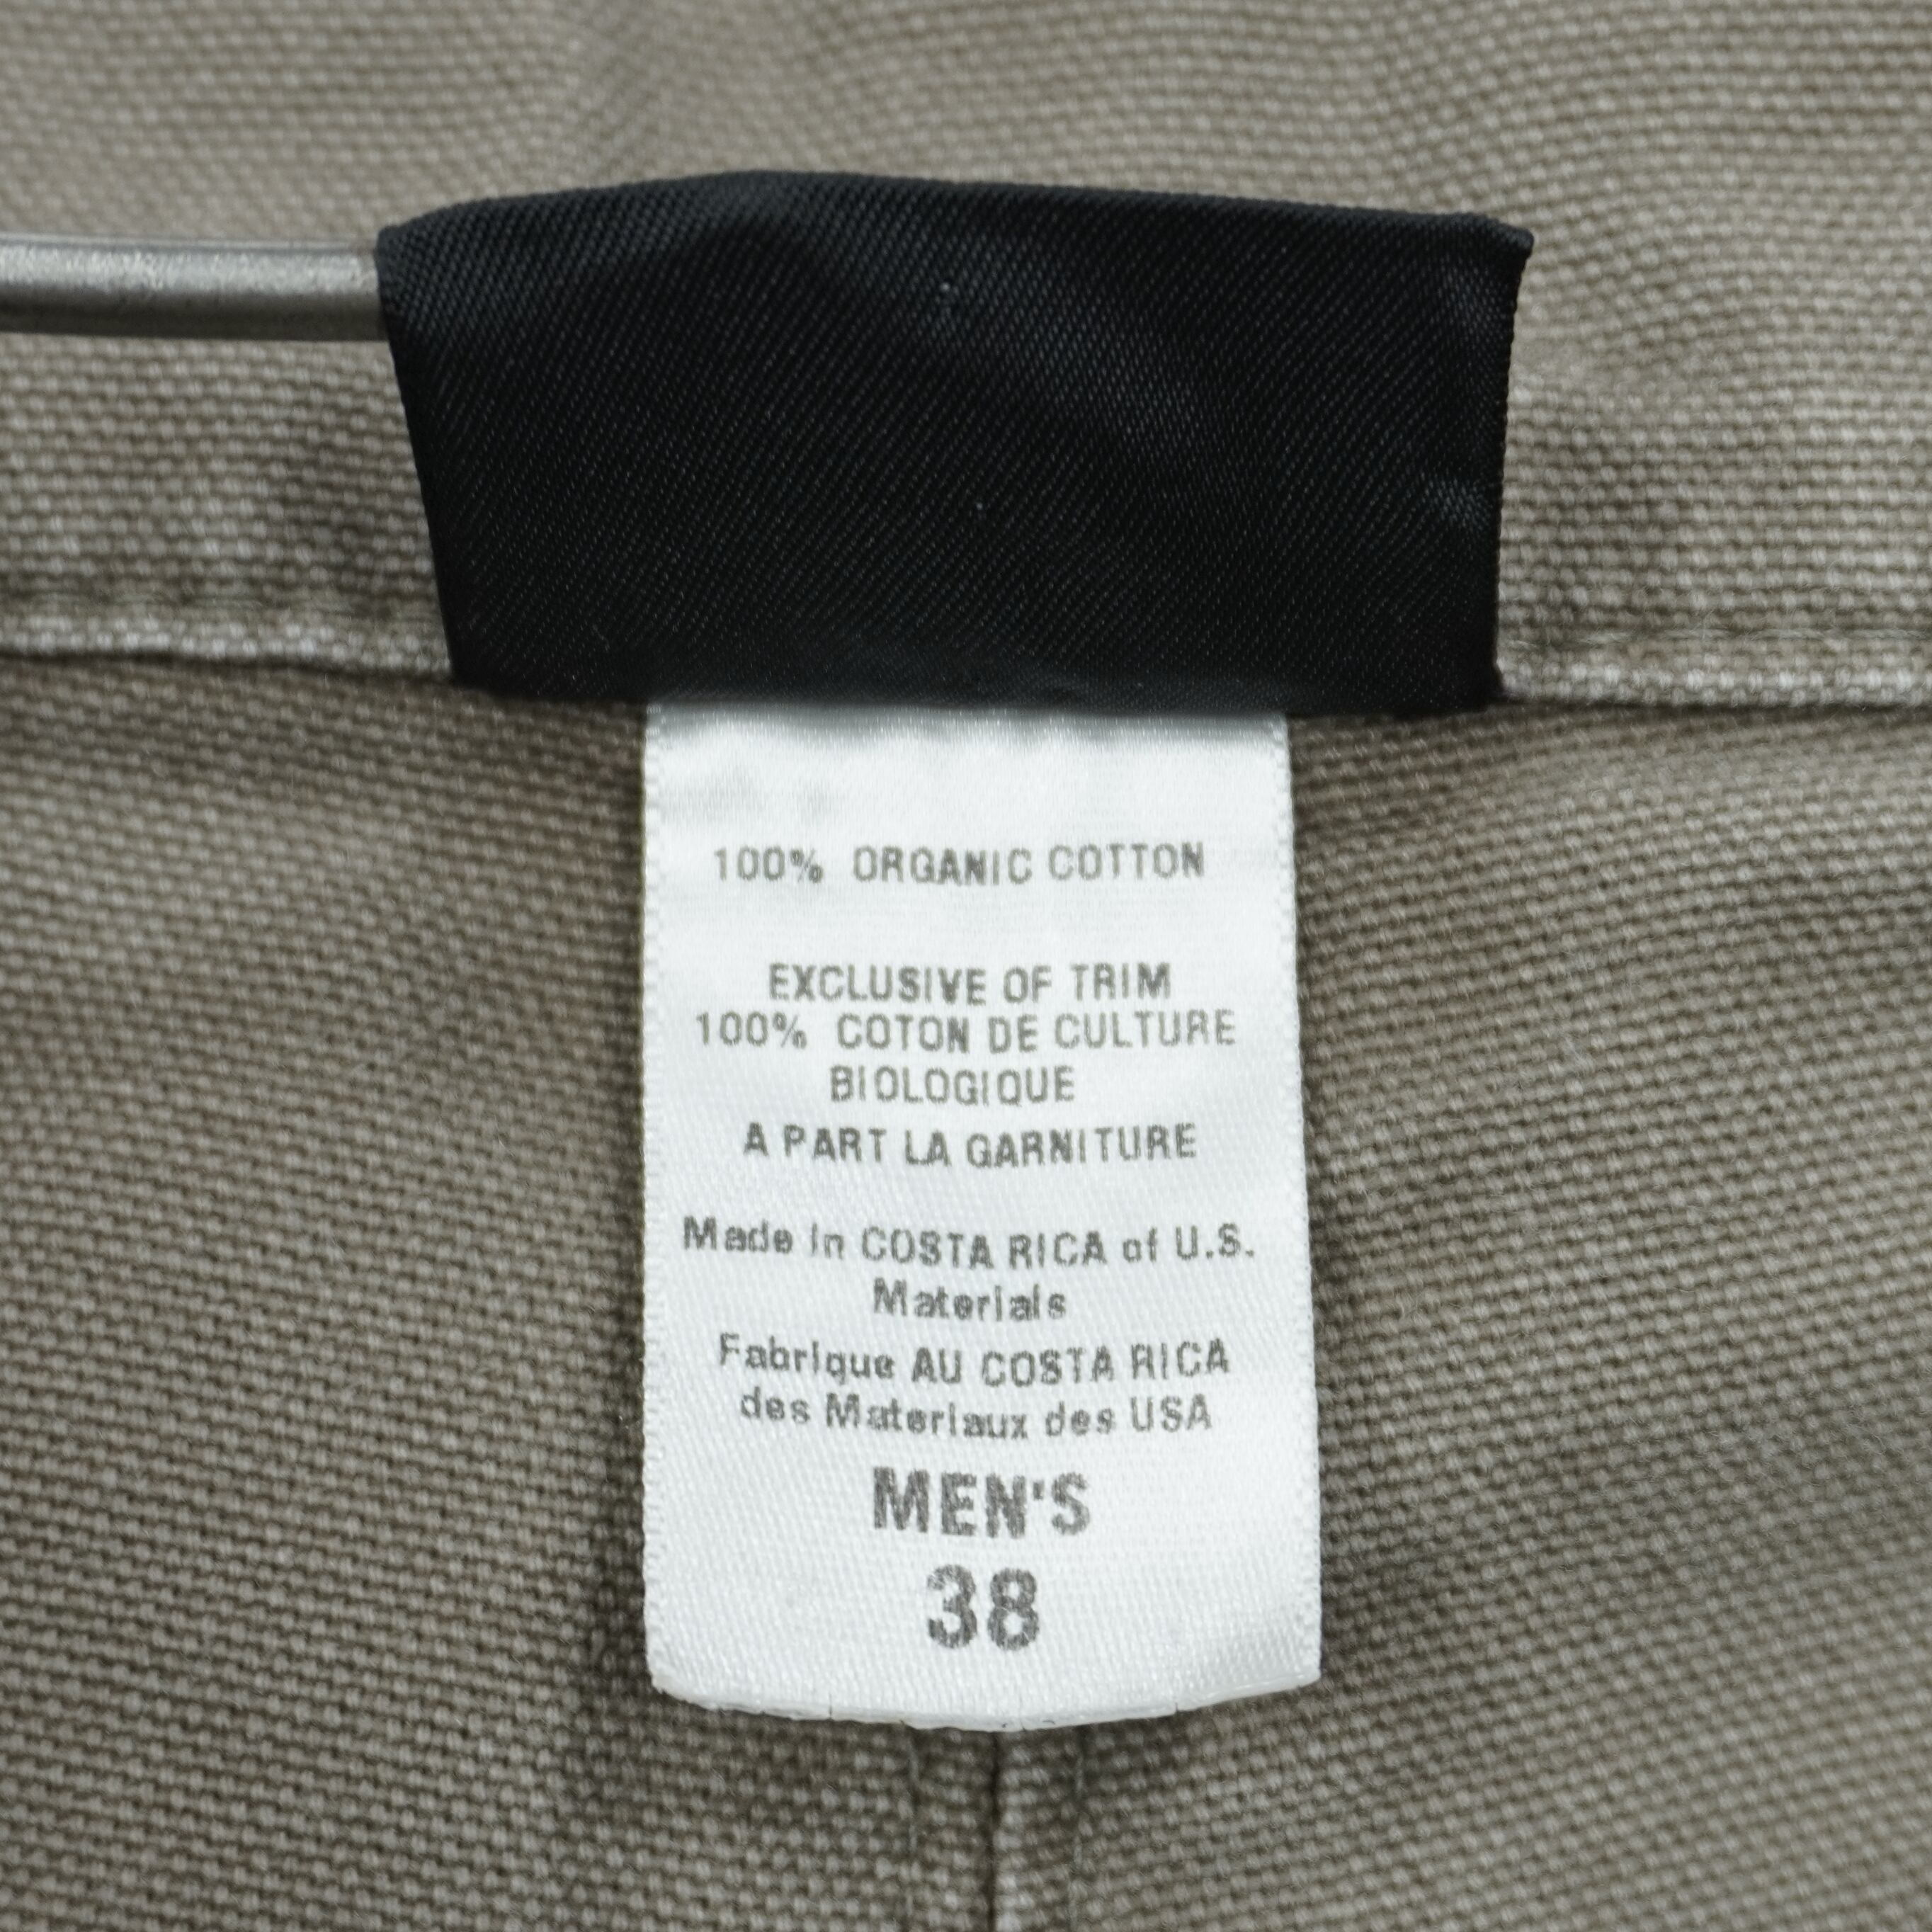 100% ORGANIC COTTON
EXCLUSIVE OF TRIM
100% COTON DE CULTURE
BIOLOGIQUE
A PART LA GARNITURE
Made in COSTA RICA of U.S.
Materials
Fabrique AU COSTA RICA
des Materiaux des USA
MEN'S
38